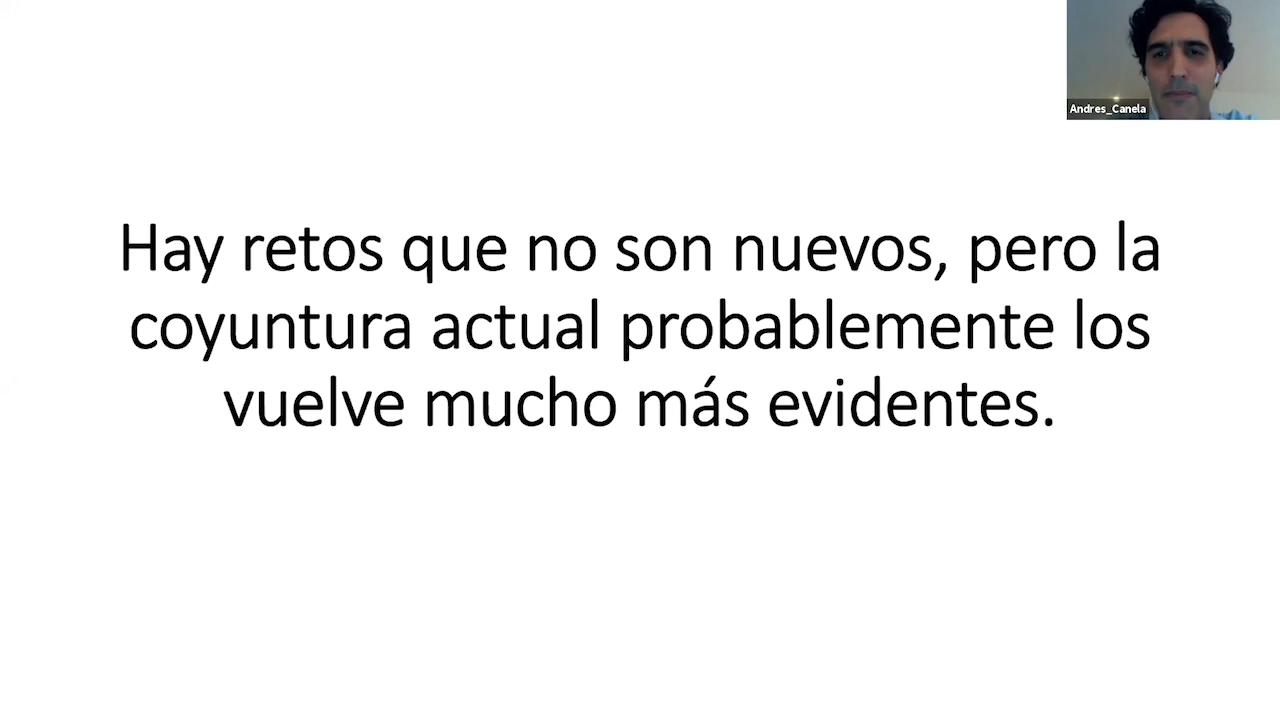 Andres_Canela
Hay retos que no son nuevos, pero la
coyuntura actual probablemente los
vuelve mucho más evidentes.